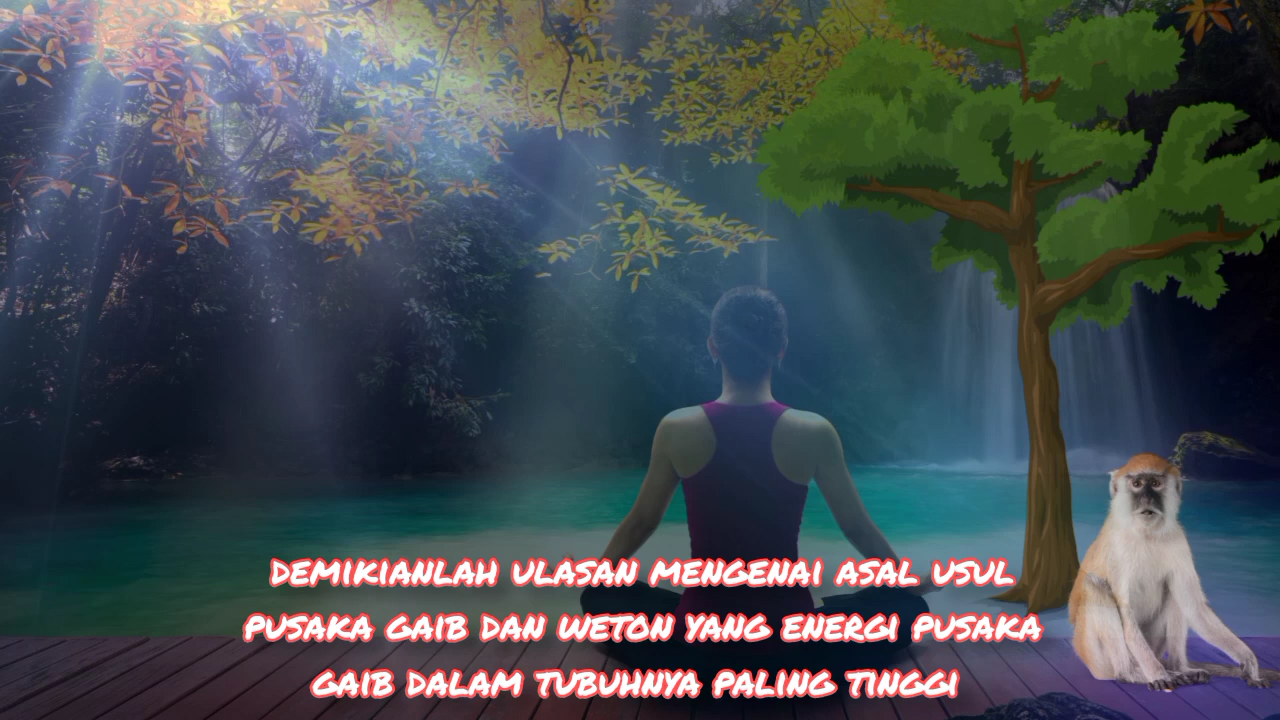 DEMIKIANLAH ULASAN MENGENAI ASAL USUL
PUSAKA GAIB DAN WETON YANG ENERGI PUSAKA
GAIB DALAM TUBUHNYA PALING TINGGI